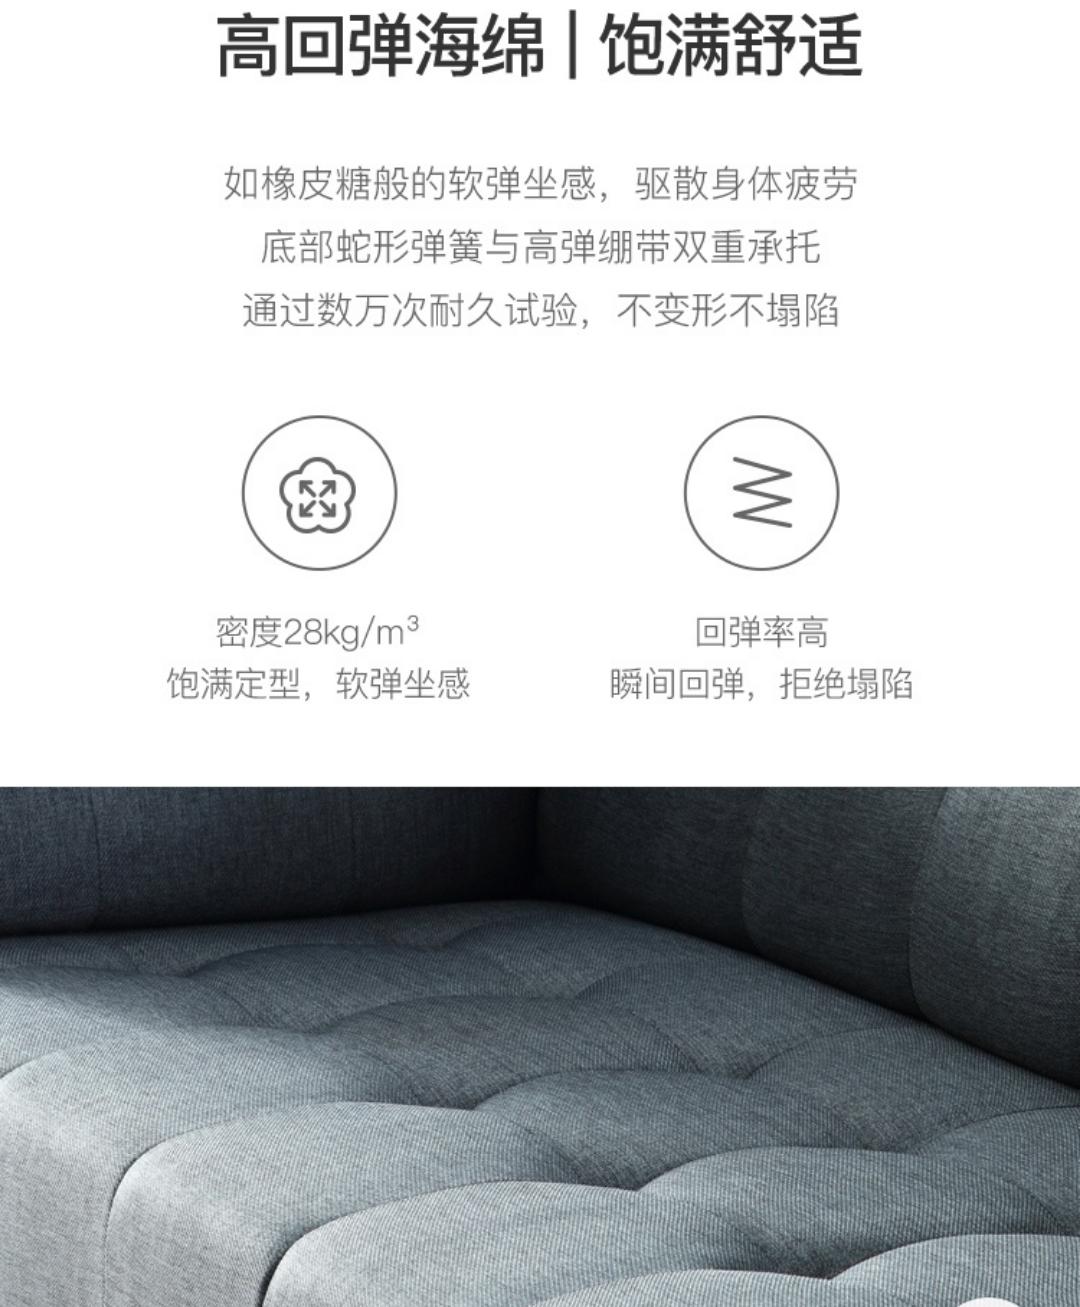 高回弹海绵 | 饱满舒适
如橡皮糖般的软弹坐感，驱散身体疲劳
底部蛇形弹簧与高弹绷带双重承托
通过数万次耐久试验，不变形不塌陷
密度28kg/m³
饱满定型，软弹坐感
回弹率高
瞬间回弹，拒绝塌陷